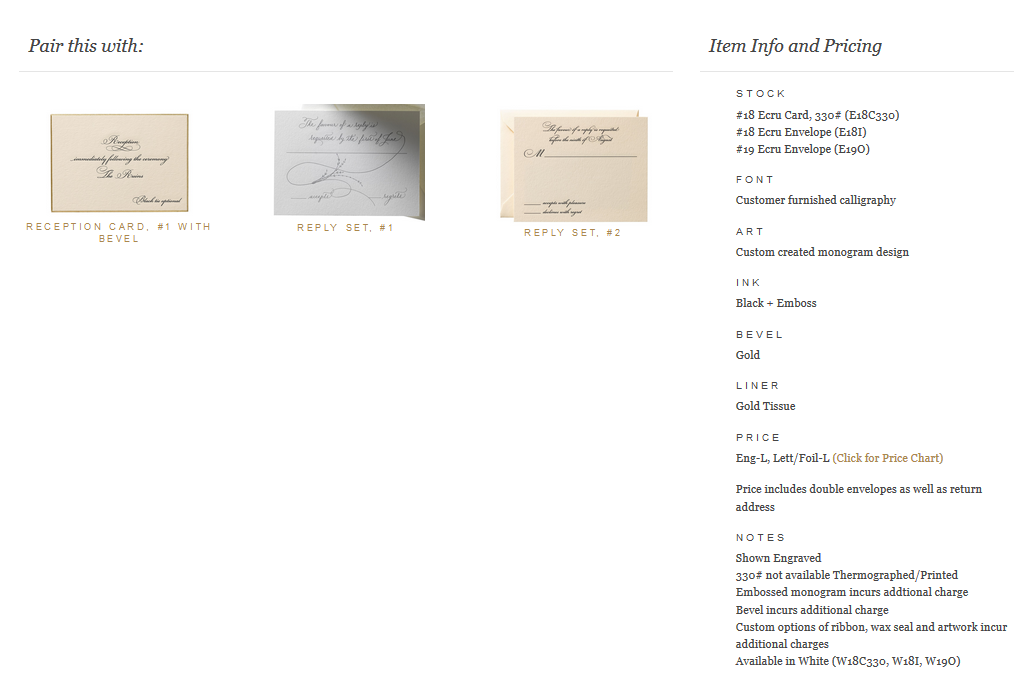 Pair this with:
Reception
immediately following the ceremony
The Ruins
Black tie optional
RECEPTION CARD, #1 WITH
BEVEL
The favour of a reply is
requested by the first of June
accepts
regrets
REPLY SET, #1
The favour of a reply is requested
before the ninth of August
M
accepts with pleasure
declines with regret
REPLY SET, #2
Item Info and Pricing
STOCK
#18 Ecru Card, 330# (E18C330)
#18 Ecru Envelope (E18I)
#19 Ecru Envelope (E19O)
FONT
Customer furnished calligraphy
ART
Custom created monogram design
INK
Black + Emboss
BEVEL
Gold
LINER
Gold Tissue
PRICE
Eng-L, Lett/Foil-L (Click for Price Chart)
Price includes double envelopes as well as return
address
NOTES
Shown Engraved
330# not available Thermographed/Printed
Embossed monogram incurs addtional charge
Bevel incurs additional charge
Custom options of ribbon, wax seal and artwork incur
additional charges
Available in White (W18C330, W18I, W19O)